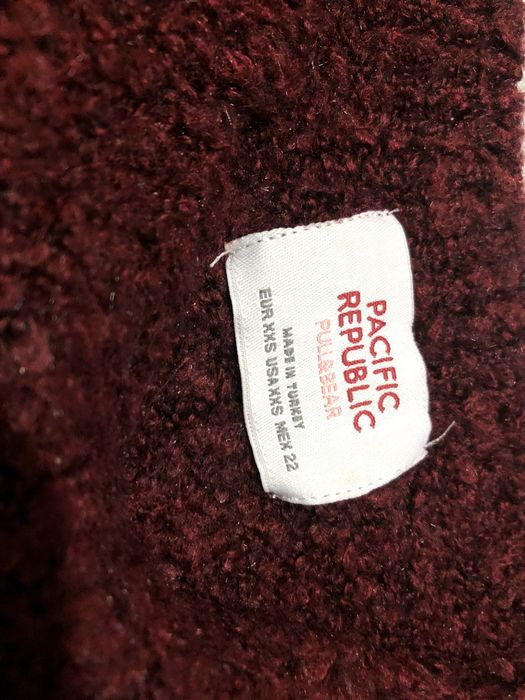 PACIFIC
REPUBLIC
PULL&BEAR
MADE IN TURKEY
EUR XXS USA XXS MEX 22